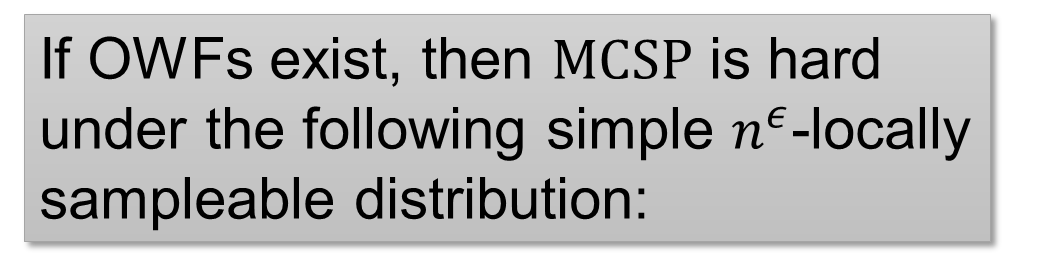 If OWFs exist, then MCSP is hard
under the following simple n^ϵ-locally
sampleable distribution: